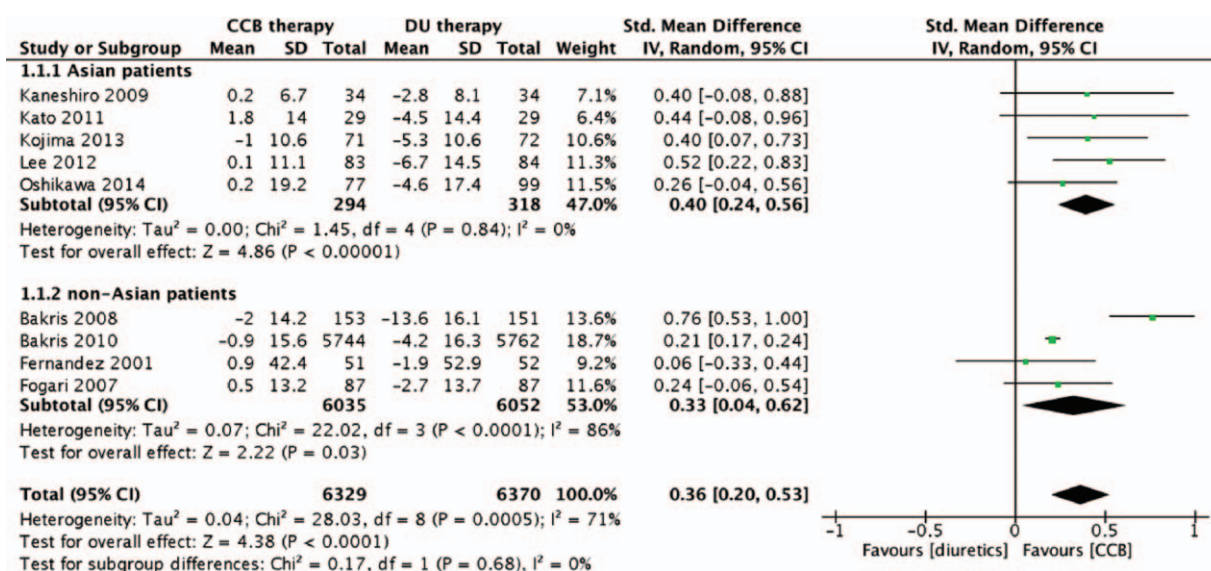 CCB therapy DU therapy Std. Mean Difference Std. Mean Difference
Study or Subgroup Mean SD Total Mean SD Total Weight IV, Random, 95% CI IV, Random, 95% CI
1.1.1 Asian patients
Kaneshiro 2009 0.2 6.7 34 −2.8 8.1 34 7.1% 0.40 [−0.08, 0.88]
Kato 2011 1.8 14 29 −4.5 14.4 29 6.4% 0.44 [−0.08, 0.96]
Kojima 2013 −1 10.6 71 −5.3 10.6 72 10.6% 0.40 [0.07, 0.73]
Lee 2012 0.1 11.1 83 −6.7 14.5 84 11.3% 0.52 [0.22, 0.83]
Oshikawa 2014 0.2 19.2 77 −4.6 17.4 99 11.5% 0.26 [−0.04, 0.56]
Subtotal (95% CI) 294 318 47.0% 0.40 [0.24, 0.56]
Heterogeneity: Tau² = 0.00; Chi² = 1.45, df = 4 (P = 0.84); I² = 0%
Test for overall effect: Z = 4.86 (P < 0.00001)
1.1.2 non−Asian patients
Bakris 2008 −2 14.2 153 −13.6 16.1 151 13.6% 0.76 [0.53, 1.00]
Bakris 2010 −0.9 15.6 5744 −4.2 16.3 5762 18.7% 0.21 [0.17, 0.24]
Fernandez 2001 0.9 42.4 51 −1.9 52.9 52 9.2% 0.06 [−0.33, 0.44]
Fogari 2007 0.5 13.2 87 −2.7 13.7 87 11.6% 0.24 [−0.06, 0.54]
Subtotal (95% CI) 6035 6052 53.0% 0.33 [0.04, 0.62]
Heterogeneity: Tau² = 0.07; Chi² = 22.02, df = 3 (P < 0.0001); I² = 86%
Test for overall effect: Z = 2.22 (P = 0.03)
Total (95% CI) 6329 6370 100.0% 0.36 [0.20, 0.53]
Heterogeneity: Tau² = 0.04; Chi² = 28.03, df = 8 (P = 0.0005); I² = 71%
Test for overall effect: Z = 4.38 (P < 0.0001)
Test for subgroup differences: Chi² = 0.17, df = 1 (P = 0.68), I² = 0%
−1 −0.5 0 0.5 1
Favours [diuretic] Favours [CCB]